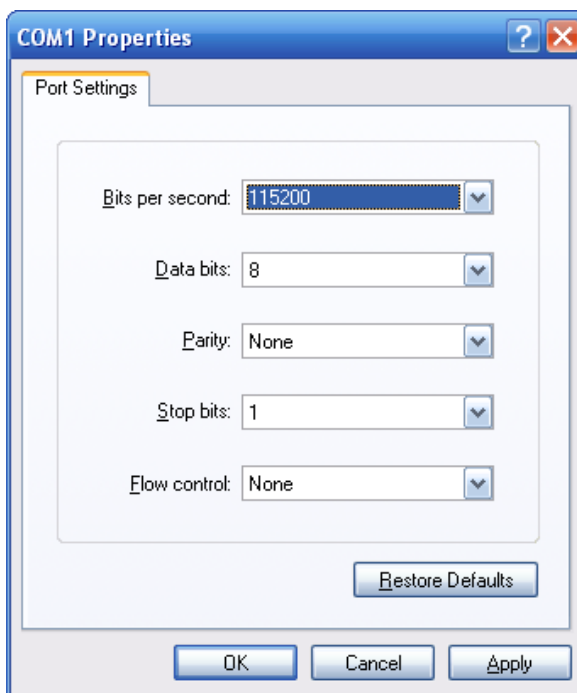 COM1 Properties
Port Settings
Bits per second: 115200
Data bits: 8
Parity: None
Stop bits: 1
Flow control: None
Restore Defaults
OK Cancel Apply